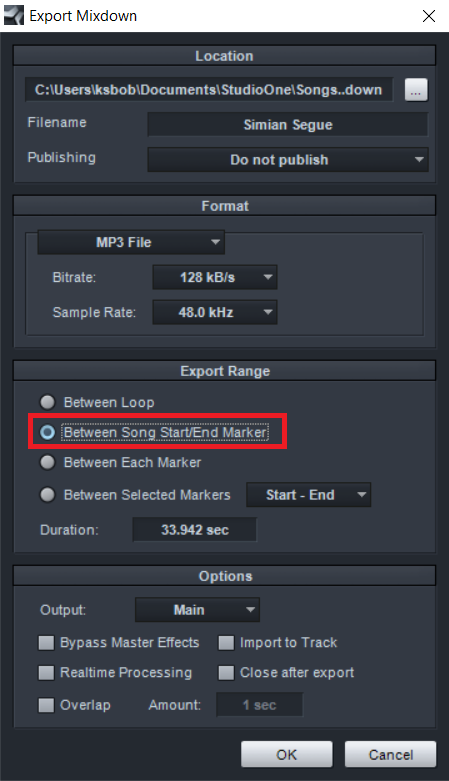 Export Mixdown
Location
C:\Users\ksbob\Documents\StudioOne\Songs..down ...
Filename Simian Segue
Publishing Do not publish
Format
MP3 File
Bitrate: 128 kB/s
Sample Rate: 48.0 kHz
Export Range
Between Loop
Between Song Start/End Marker
Between Each Marker
Between Selected Markers Start - End
Duration: 33.942 sec
Options
Output: Main
Bypass Master Effects Import to Track
Realtime Processing Close after export
Overlap Amount: 1 sec
OK Cancel